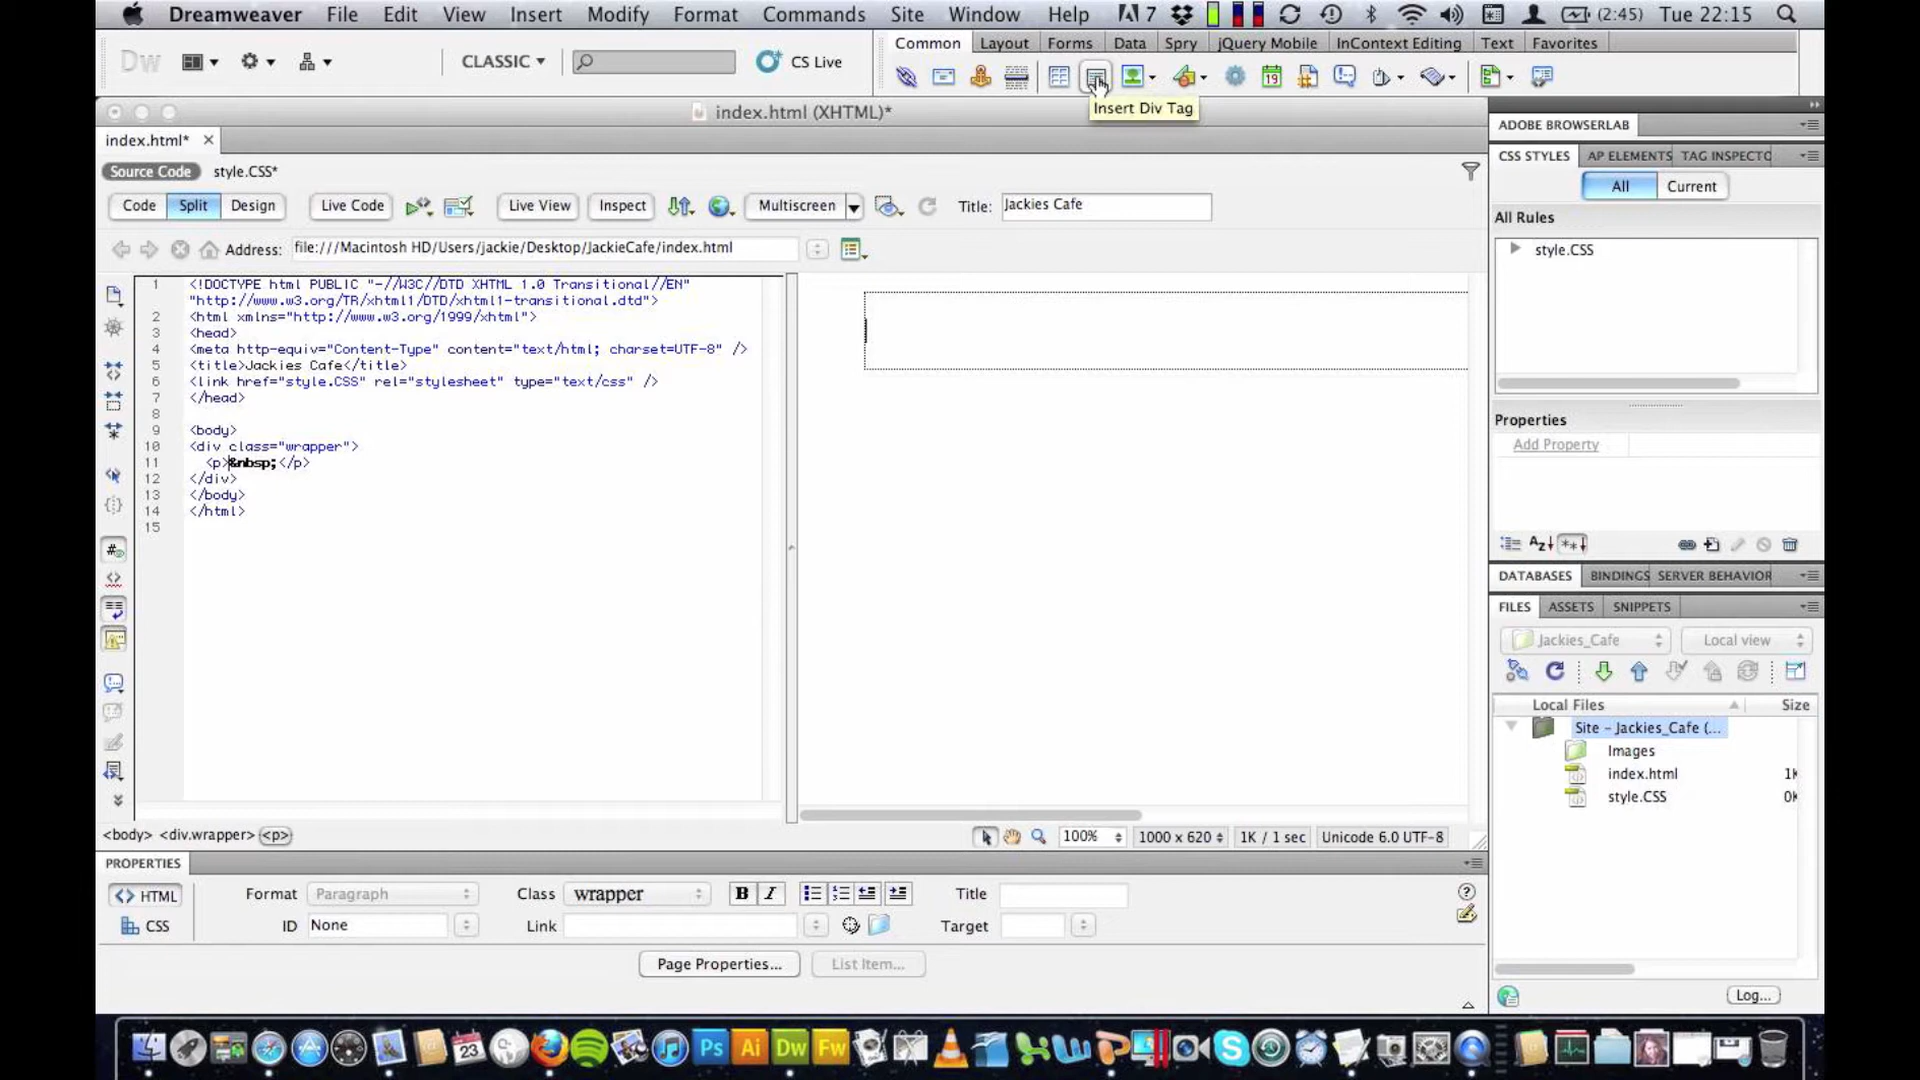 Dreamweaver File Edit View Insert Modify Format Commands Site Window Help 7 (2:45) Tue 22:15
Dw CLASSIC CS Live
Common Layout Forms Data Spry jQuery Mobile InContext Editing Text Favorites
19
Insert Div Tag
index.html (XHTML)*
index.html*
Source Code style.CSS*
Code Split Design Live Code Live View Inspect Multiscreen Title: Jackies Cafe
Address: file:///Macintosh HD/Users/jackie/Desktop/JackieCafe/index.html
1 <!DOCTYPE html PUBLIC "-//W3C//DTD XHTML 1.0 Transitional//EN"
"http://www.w3.org/TR/xhtml1/DTD/xhtml1-transitional.dtd">
2 <html xmlns="http://www.w3.org/1999/xhtml">
3 <head>
4 <meta http-equiv="Content-Type" content="text/html; charset=UTF-8" />
5 <title>Jackies Cafe</title>
6 <link href="style.CSS" rel="stylesheet" type="text/css" />
7 </head>
8
9 <body>
10 <div class="wrapper">
11 <p>&nbsp;</p>
12 </div>
13 </body>
14 </html>
15
<body> <div.wrapper> <p>
100% 1000 x 620 1K / 1 sec Unicode 6.0 UTF-8
PROPERTIES
<> HTML Format Paragraph Class wrapper B I Title
CSS ID None Link Target
Page Properties... List Item...
ADOBE BROWSERLAB
CSS STYLES AP ELEMENTS TAG INSPECTO
All Current
All Rules
style.CSS
Properties
Add Property
DATABASES BINDINGS SERVER BEHAVIOR
FILES ASSETS SNIPPETS
Jackies_Cafe Local view
Local Files Size
Site - Jackies_Cafe (...
Images
index.html 1K
style.CSS 0K
Log...
23 Ps Ai Dw Fw